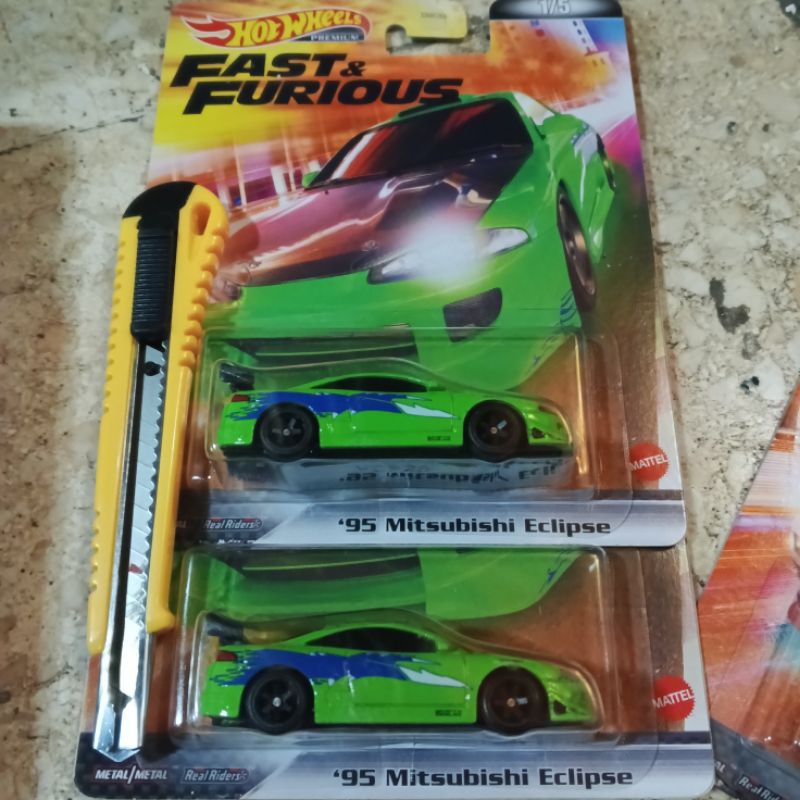 Hot Wheels
PREMIUM
1/5
FAST &
FURIOUS
MATTEL
Real Riders
'95 Mitsubishi Eclipse
MATTEL
METAL/METAL
Real Riders
'95 Mitsubishi Eclipse